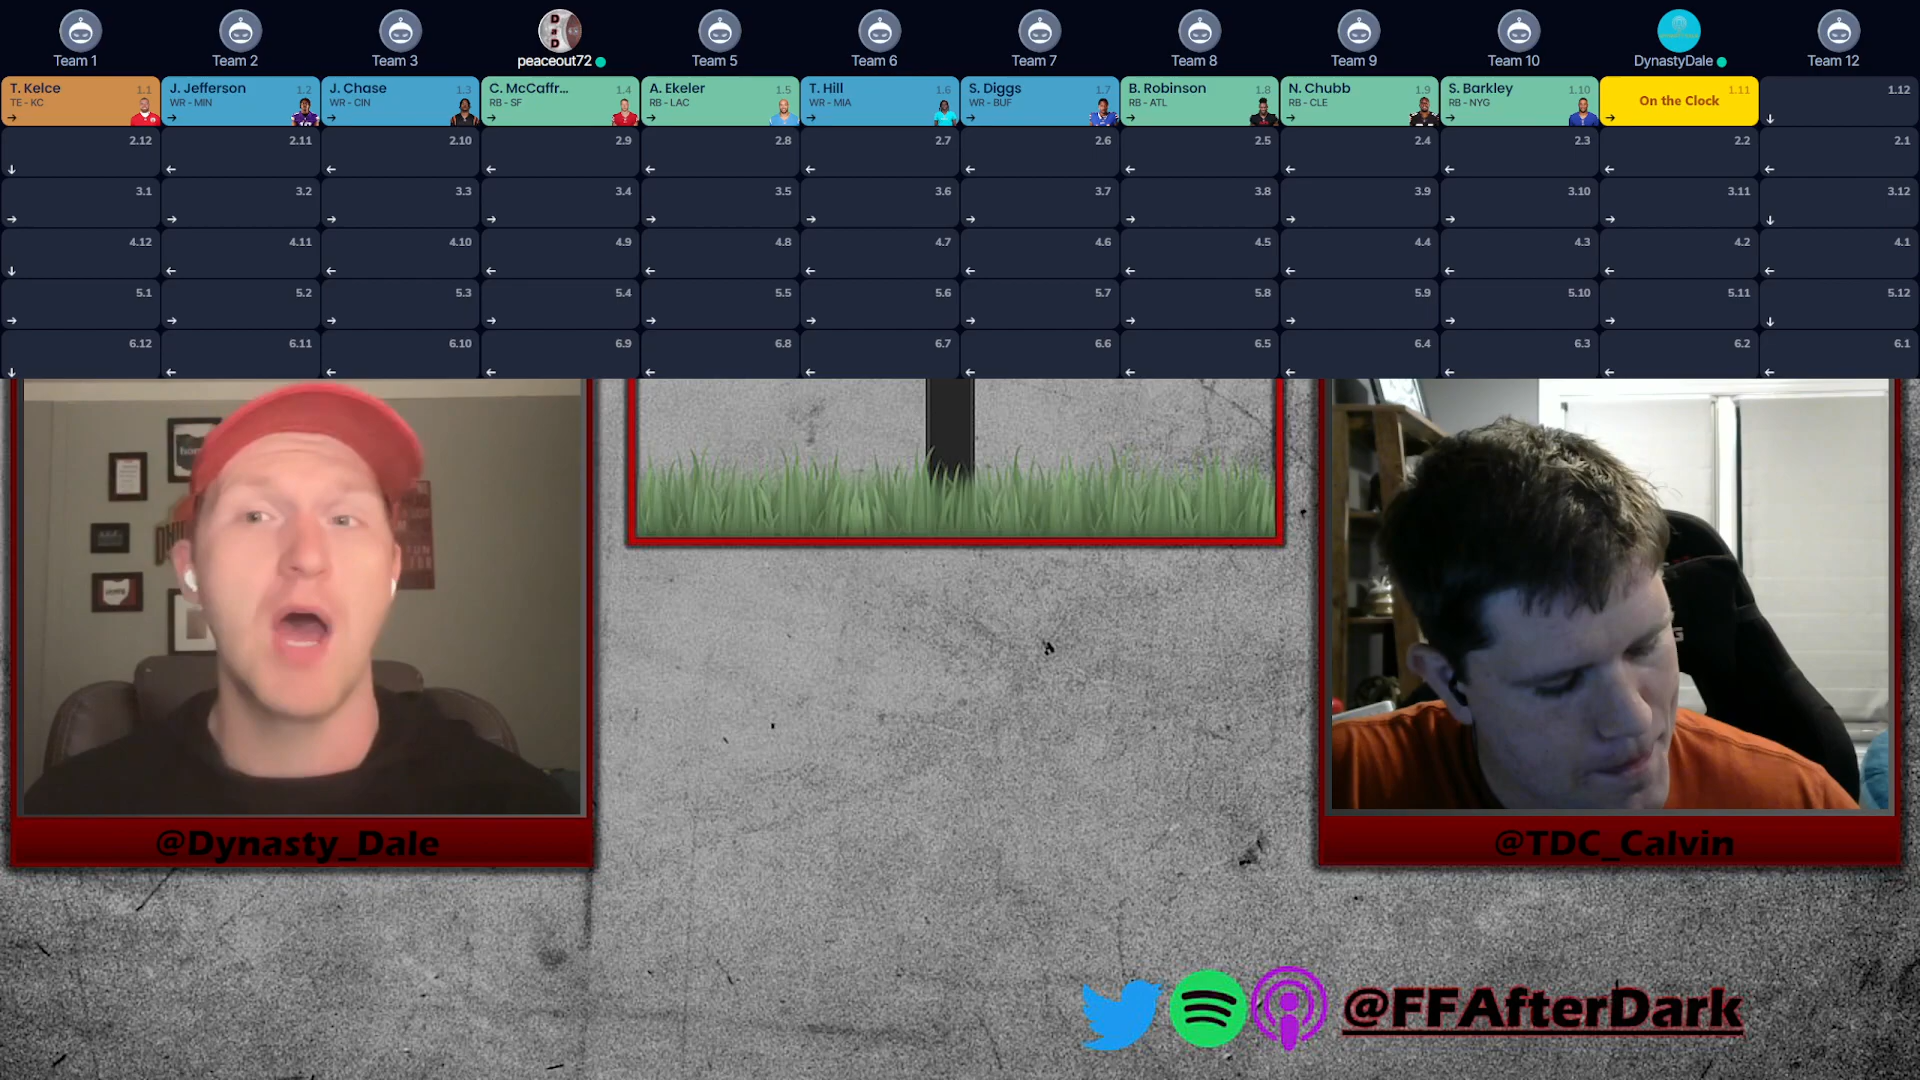 Team 1 Team 2 Team 3 peaceout72 Team 5 Team 6 Team 7 Team 8 Team 9 Team 10 DynastyDale Team 12
T. Kelce 1.1 J. Jefferson 1.2 J. Chase 1.3 C. McCaffr... 1.4 A. Ekeler 1.5 T. Hill 1.6 S. Diggs 1.7 B. Robinson 1.8 N. Chubb 1.9 S. Barkley 1.10 On the Clock 1.11 1.12
TE - KC WR - MIN WR - CIN RB - SF RB - LAC WR - MIA WR - BUF RB - ATL RB - CLE RB - NYG
2.12 2.11 2.10 2.9 2.8 2.7 2.6 2.5 2.4 2.3 2.2 2.1
3.1 3.2 3.3 3.4 3.5 3.6 3.7 3.8 3.9 3.10 3.11 3.12
4.12 4.11 4.10 4.9 4.8 4.7 4.6 4.5 4.4 4.3 4.2 4.1
5.1 5.2 5.3 5.4 5.5 5.6 5.7 5.8 5.9 5.10 5.11 5.12
6.12 6.11 6.10 6.9 6.8 6.7 6.6 6.5 6.4 6.3 6.2 6.1
@Dynasty_Dale
@TDC_Calvin
@FFAfterDark